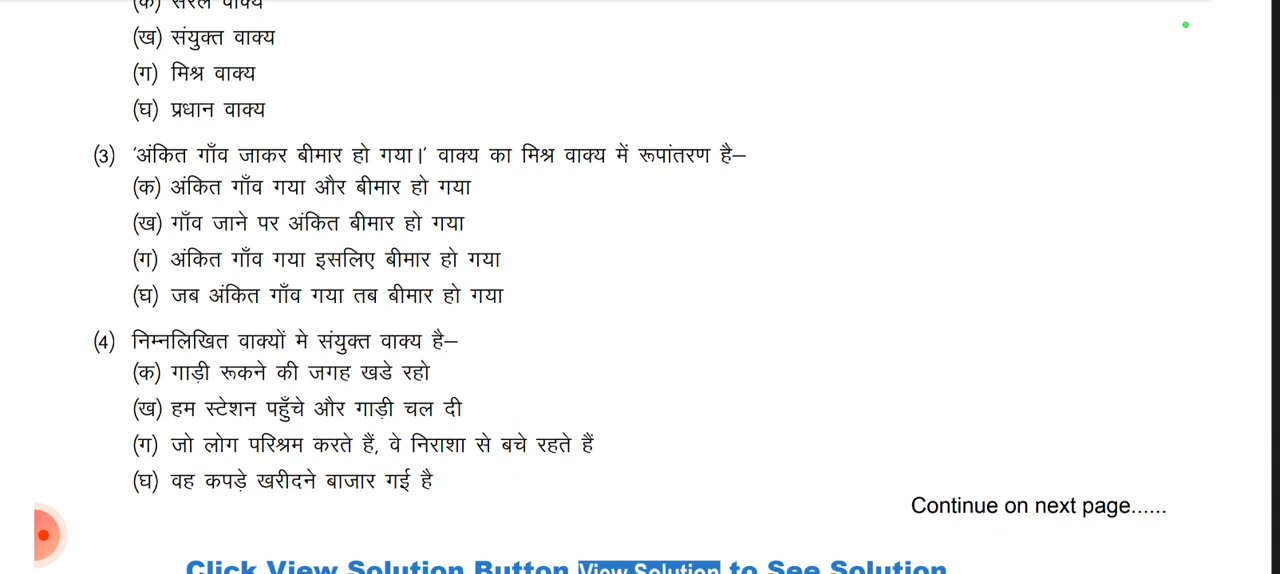 (क) सरल वाक्य
(ख) संयुक्त वाक्य
(ग) मिश्र वाक्य
(घ) प्रधान वाक्य
(3) 'अंकित गाँव जाकर बीमार हो गया।' वाक्य का मिश्र वाक्य में रूपांतरण है–
(क) अंकित गाँव गया और बीमार हो गया
(ख) गाँव जाने पर अंकित बीमार हो गया
(ग) अंकित गाँव गया इसलिए बीमार हो गया
(घ) जब अंकित गाँव गया तब बीमार हो गया
(4) निम्नलिखित वाक्यों मे संयुक्त वाक्य है–
(क) गाड़ी रूकने की जगह खडे रहो
(ख) हम स्टेशन पहुँचे और गाड़ी चल दी
(ग) जो लोग परिश्रम करते हैं, वे निराशा से बचे रहते हैं
(घ) वह कपड़े खरीदने बाजार गई है
Continue on next page......
Click View Solution Button View Solution to See Solution